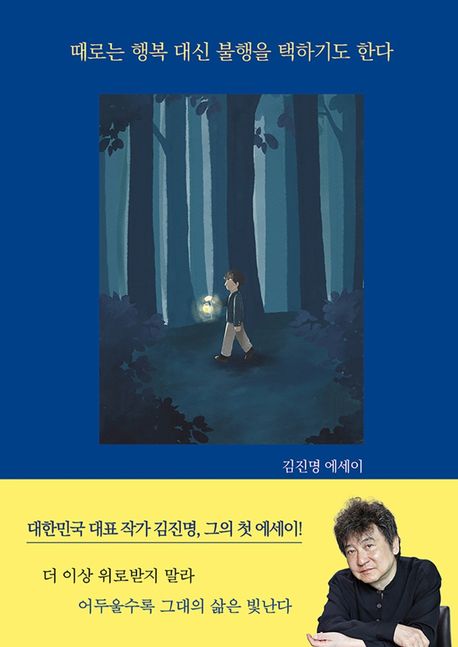 때로는 행복 대신 불행을 택하기도 한다
김진명 에세이
대한민국 대표 작가 김진명, 그의 첫 에세이!
더 이상 위로받지 말라
어두울수록 그대의 삶은 빛난다